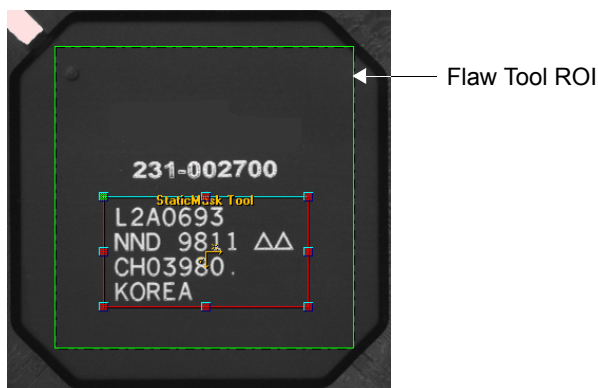 Flaw Tool ROI
231-002700
StaticMask Tool
L2A0693
NND 9811 ΔΔ
CH03980.
KOREA